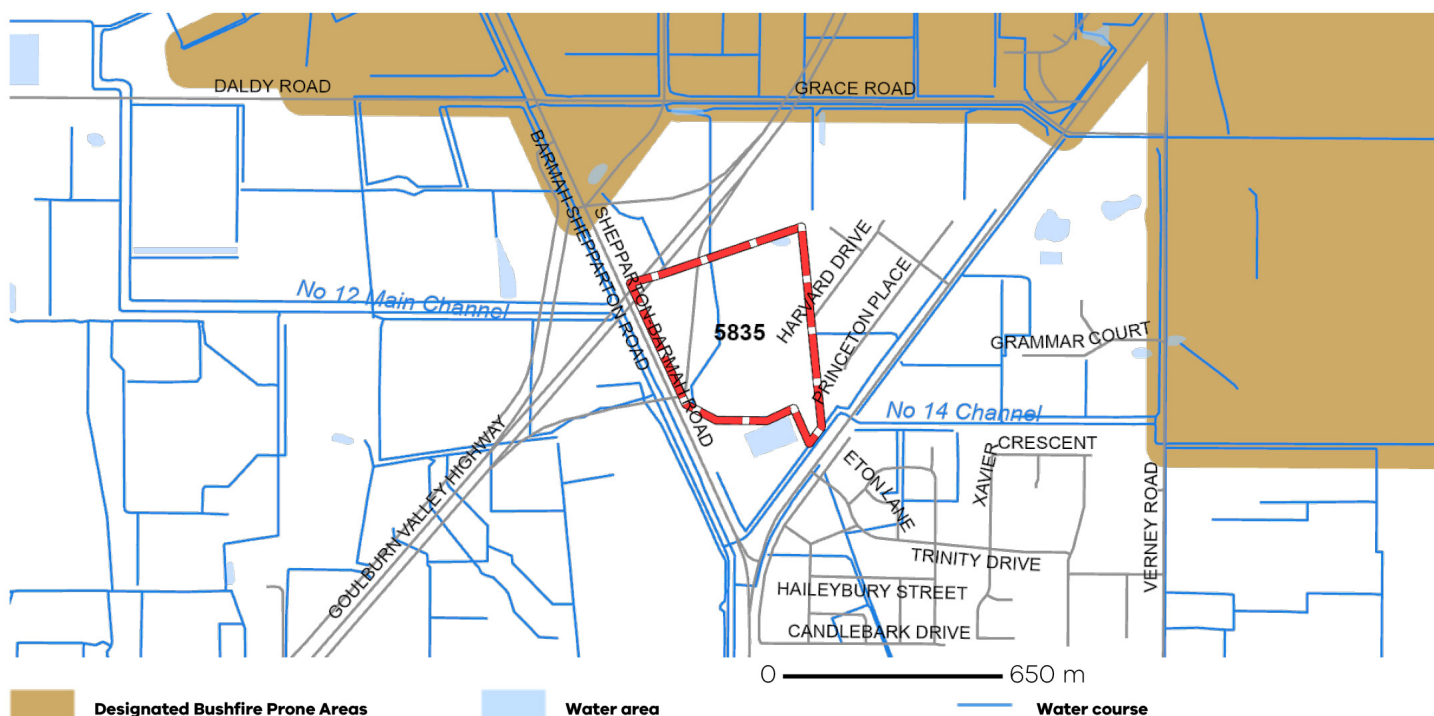 DALDY ROAD
GRACE ROAD
BARMAH-SHEPPARTON ROAD
SHEPPARTON-BARMAH ROAD
HARVARD DRIVE
PRINCETON PLACE
No 12 Main Channel
5835
GRAMMAR COURT
No 14 Channel
GOULBURN VALLEY HIGHWAY
ETON LANE
XAVIER
CRESCENT
VERNEY ROAD
TRINITY DRIVE
HAILEYBURY STREET
CANDLEBARK DRIVE
0 650 m
Designated Bushfire Prone Areas
Water area
Water course